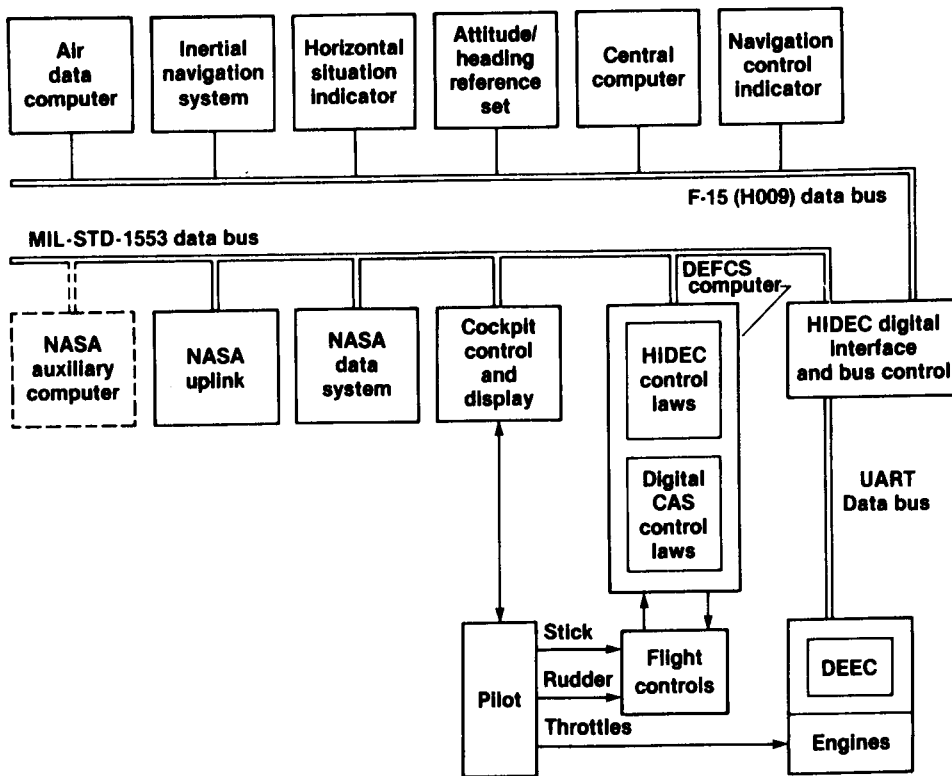 Air
data
computer
Inertial
navigation
system
Horizontal
situation
indicator
Attitude/
heading
reference
set
Central
computer
Navigation
control
indicator
F-15 (H009) data bus
MIL-STD-1553 data bus
NASA
auxiliary
computer
NASA
uplink
NASA
data
system
Cockpit
control
and
display
DEFCS
computer
HIDEC
control
laws
Digital
CAS
control
laws
HIDEC digital
interface
and bus control
UART
Data bus
Pilot
Stick
Rudder
Throttles
Flight
controls
DEEC
Engines